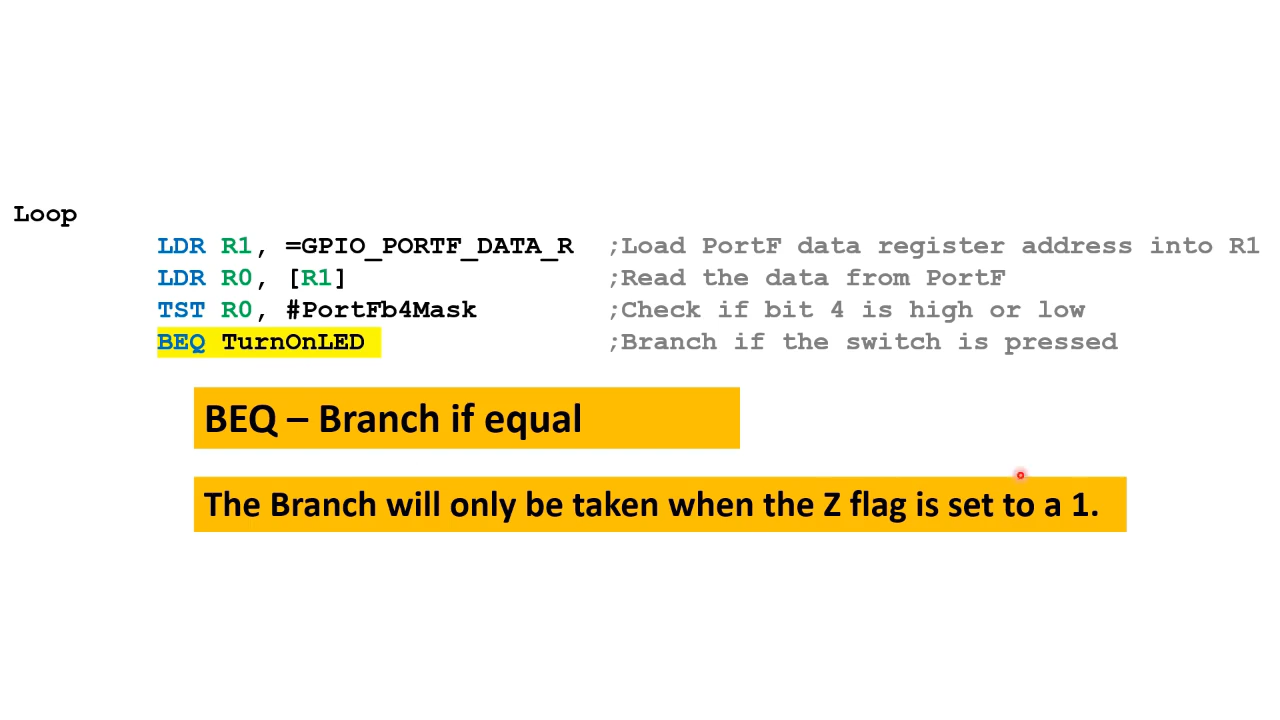 Loop
LDR R1, =GPIO_PORTF_DATA_R ;Load PortF data register address into R1
LDR R0, [R1] ;Read the data from PortF
TST R0, #PortFb4Mask ;Check if bit 4 is high or low
BEQ TurnOnLED ;Branch if the switch is pressed
BEQ – Branch if equal
The Branch will only be taken when the Z flag is set to a 1.